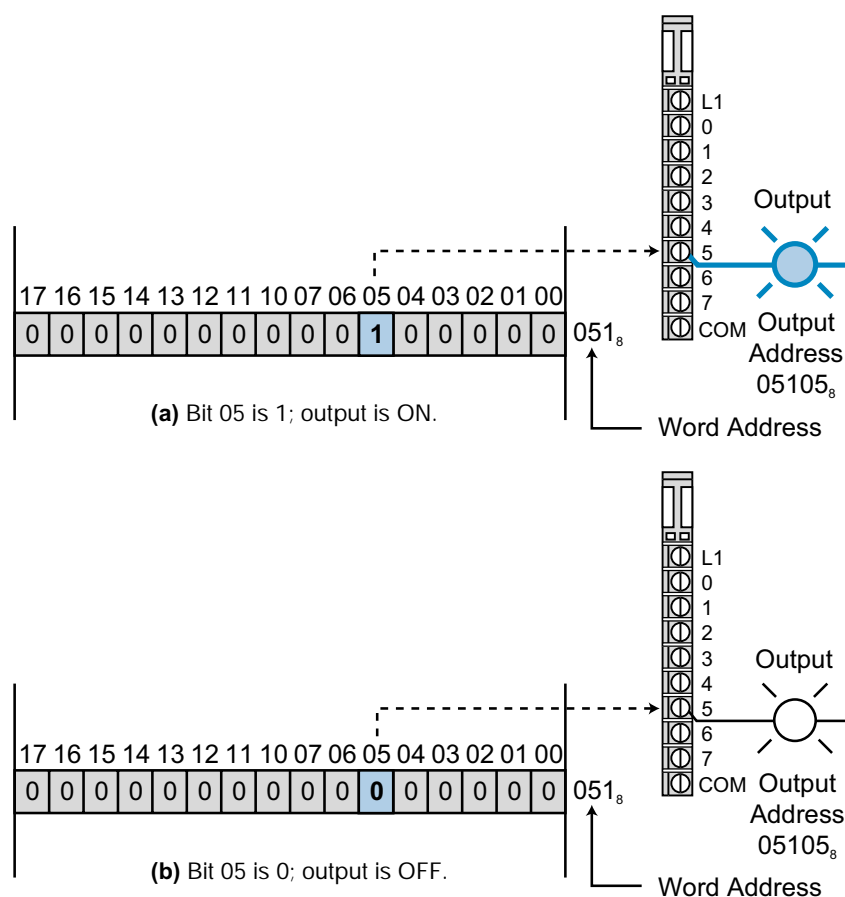 L1
0
1
2
3
4
5
6
7
COM
Output
Output
Address
05105₈
17 16 15 14 13 12 11 10 07 06 05 04 03 02 01 00
0 0 0 0 0 0 0 0 0 0 1 0 0 0 0 0
051₈
(a) Bit 05 is 1; output is ON.
Word Address
L1
0
1
2
3
4
5
6
7
COM
Output
Output
Address
05105₈
17 16 15 14 13 12 11 10 07 06 05 04 03 02 01 00
0 0 0 0 0 0 0 0 0 0 0 0 0 0 0 0
051₈
(b) Bit 05 is 0; output is OFF.
Word Address